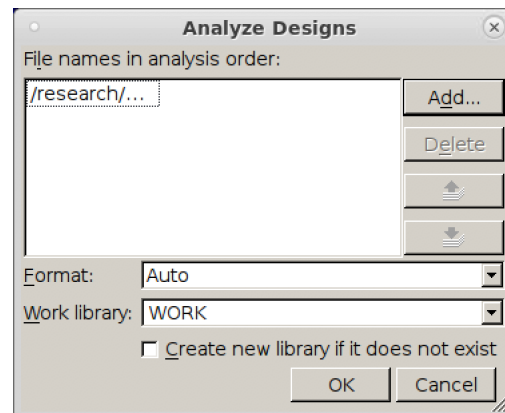 Analyze Designs
File names in analysis order:
/research/...
Add...
Delete
Format: Auto
Work library: WORK
Create new library if it does not exist
OK Cancel